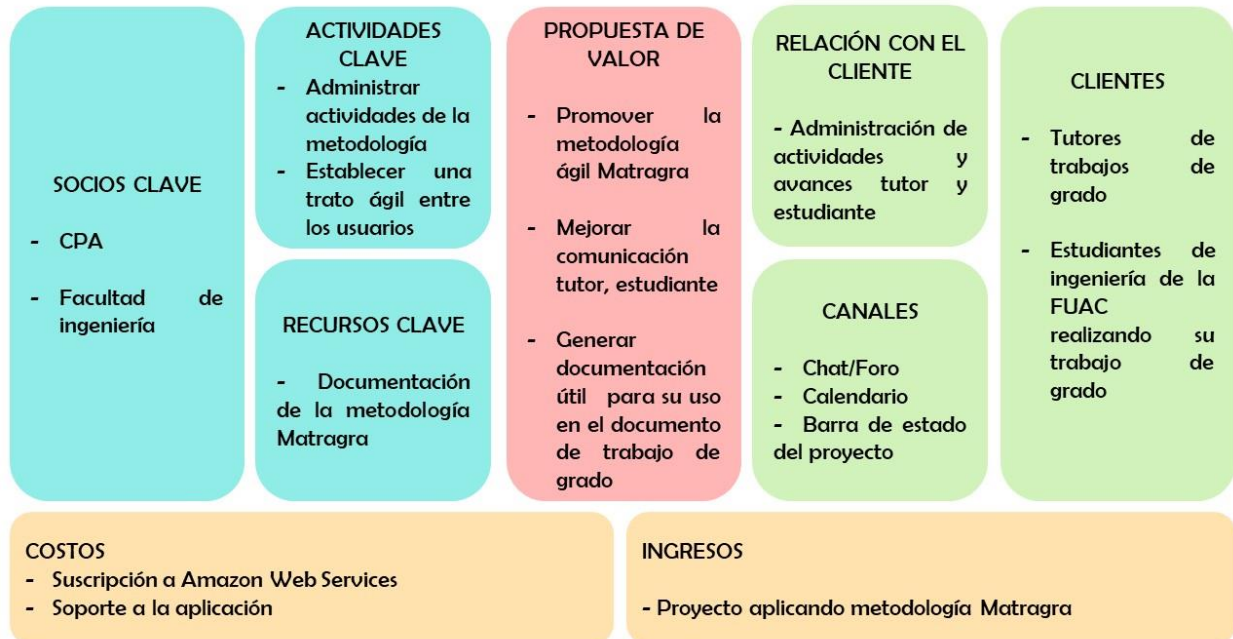 SOCIOS CLAVE
- CPA
- Facultad de
ingeniería
ACTIVIDADES
CLAVE
- Administrar
actividades de la
metodología
- Establecer una
trato ágil entre
los usuarios
RECURSOS CLAVE
- Documentación
de la metodología
Matragra
PROPUESTA DE
VALOR
- Promover la
metodología
ágil Matragra
- Mejorar la
comunicación
tutor, estudiante
- Generar
documentación
útil para su uso
en el documento
de trabajo de
grado
RELACIÓN CON EL
CLIENTE
- Administración de
actividades y
avances tutor y
estudiante
CANALES
- Chat/Foro
- Calendario
- Barra de estado
del proyecto
CLIENTES
- Tutores de
trabajos de
grado
- Estudiantes de
ingeniería de la
FUAC
realizando su
trabajo de
grado
COSTOS
- Suscripción a Amazon Web Services
- Soporte a la aplicación
INGRESOS
- Proyecto aplicando metodología Matragra